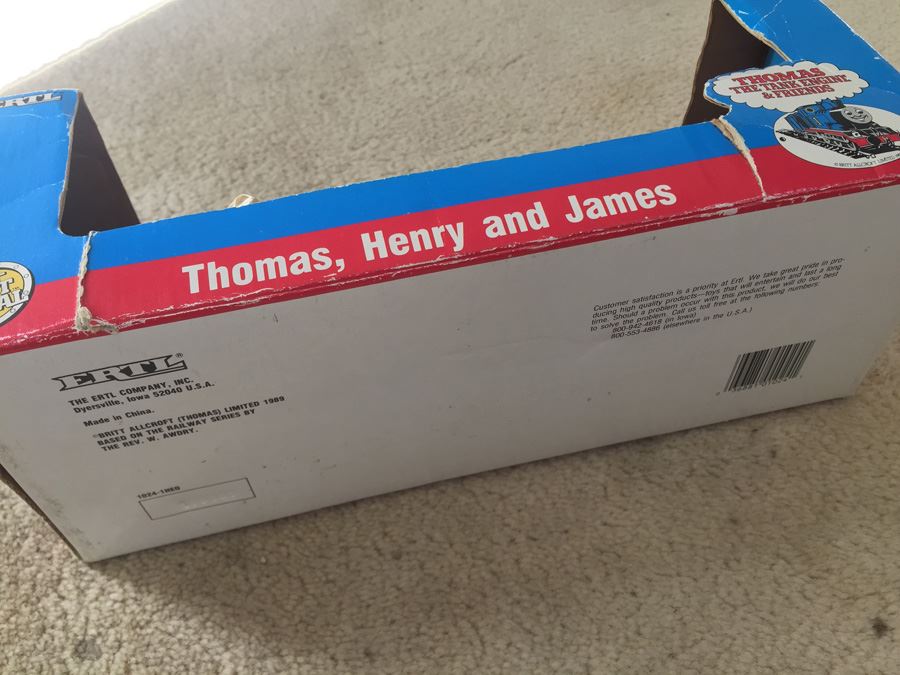 ERTL
THOMAS
THE TANK ENGINE
& FRIENDS
© BRITT ALLCROFT LIMITED
Thomas, Henry and James
Customer satisfaction is a priority at Ertl. We take great pride in pro-
ducing high quality products—toys that will entertain and last a long
time. Should a problem occur with this product, we will do our best
to solve the problem. Call us toll free at the following numbers:
800-942-4618 (in Iowa)
800-553-4886 (elsewhere in the U.S.A.)
ERTL®
THE ERTL COMPANY, INC.
Dyersville, Iowa 52040 U.S.A.
Made in China.
©BRITT ALLCROFT (THOMAS) LIMITED 1989
BASED ON THE RAILWAY SERIES BY
THE REV. W. AWDRY.